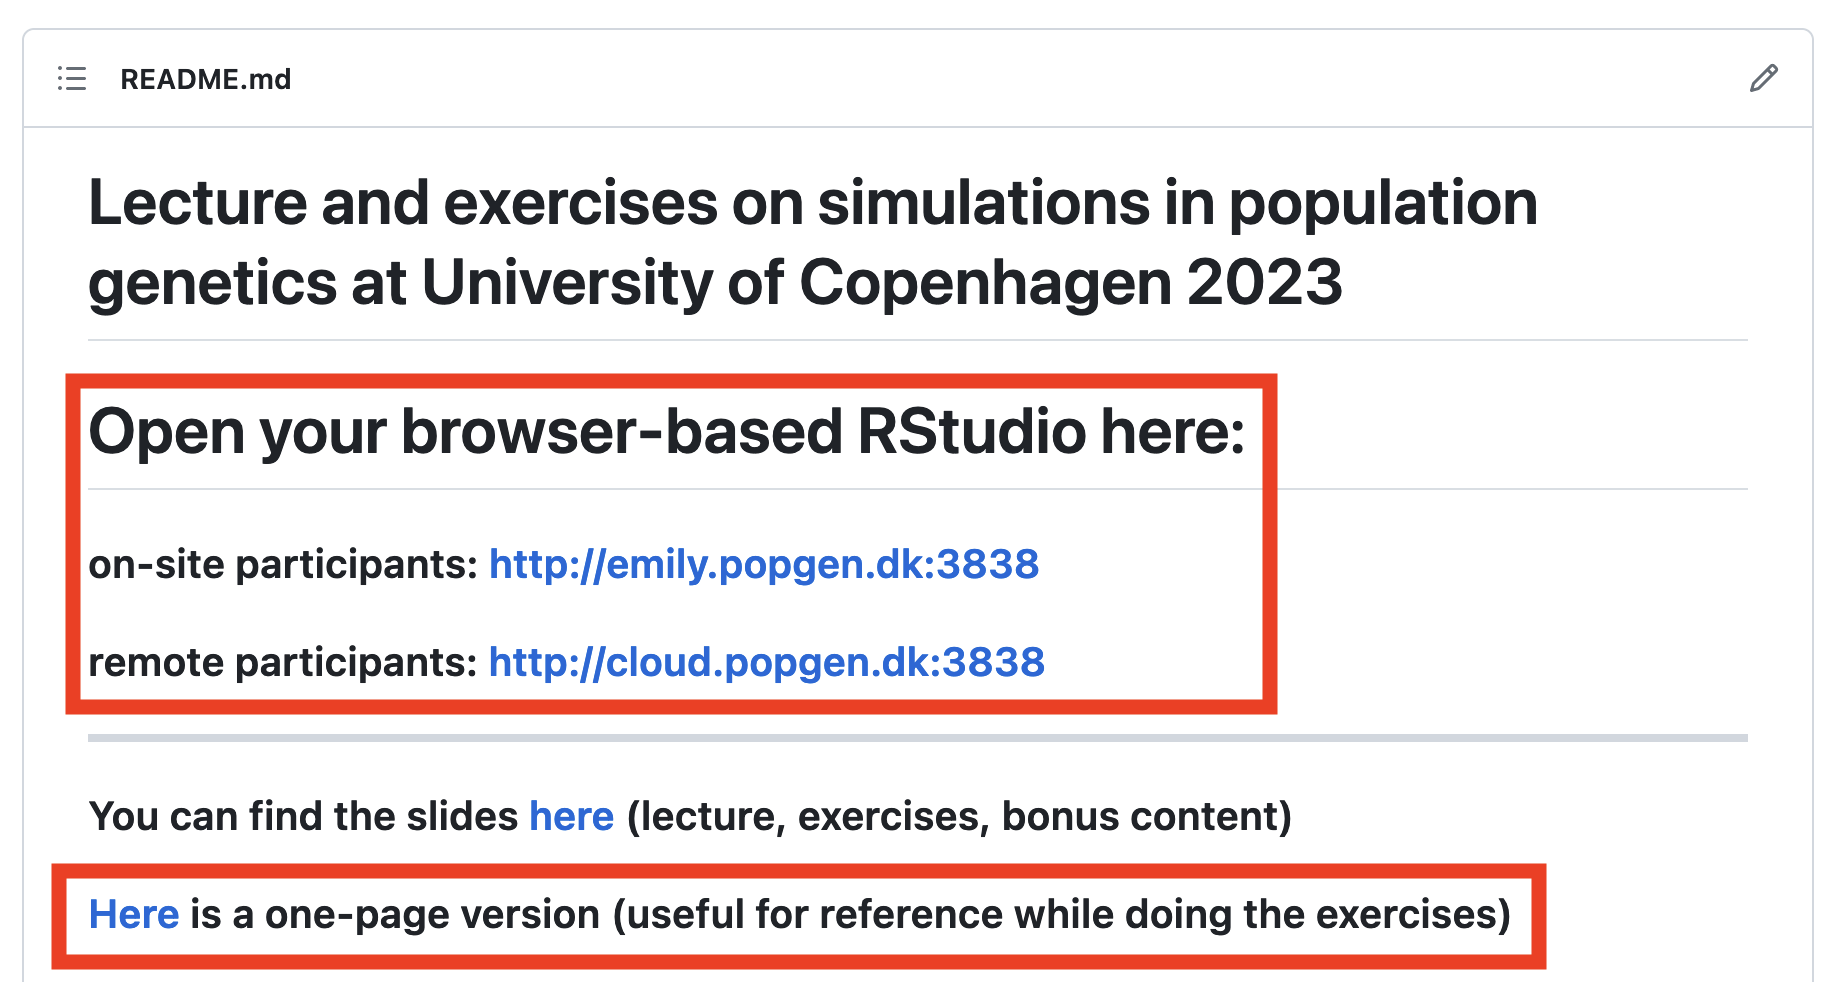 README.md
Lecture and exercises on simulations in population
genetics at University of Copenhagen 2023
Open your browser-based RStudio here:
on-site participants: http://emily.popgen.dk:3838
remote participants: http://cloud.popgen.dk:3838
You can find the slides here (lecture, exercises, bonus content)
Here is a one-page version (useful for reference while doing the exercises)